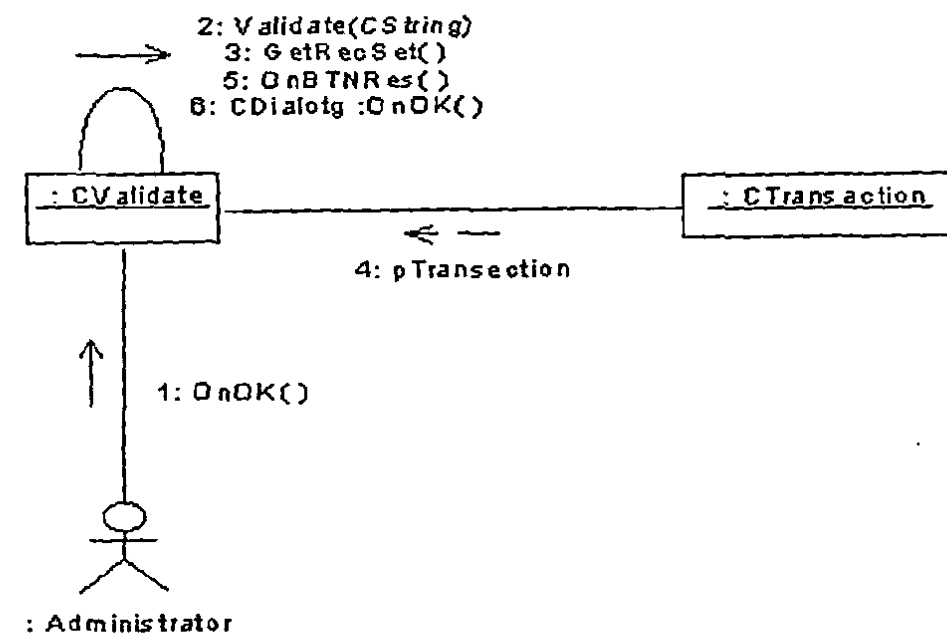 2: Validate(CString)
3: GetRecSet()
5: OnBTNRes()
6: CDialotg :OnOK()
: CValidate
: CTransaction
4: pTransection
1: OnOK()
: Administrator